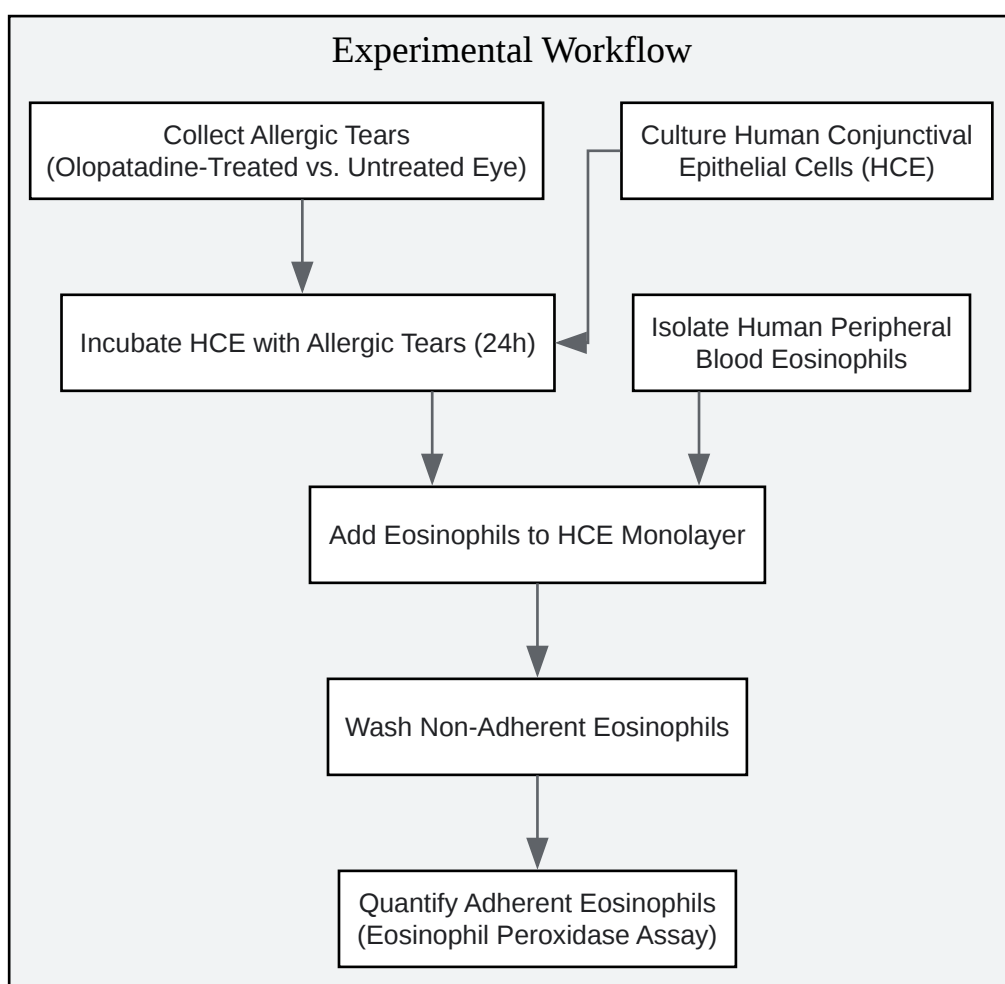 Experimental Workflow
Collect Allergic Tears
(Olopatadine-Treated vs. Untreated Eye)
Culture Human Conjunctival
Epithelial Cells (HCE)
Incubate HCE with Allergic Tears (24h)
Isolate Human Peripheral
Blood Eosinophils
Add Eosinophils to HCE Monolayer
Wash Non-Adherent Eosinophils
Quantify Adherent Eosinophils
(Eosinophil Peroxidase Assay)